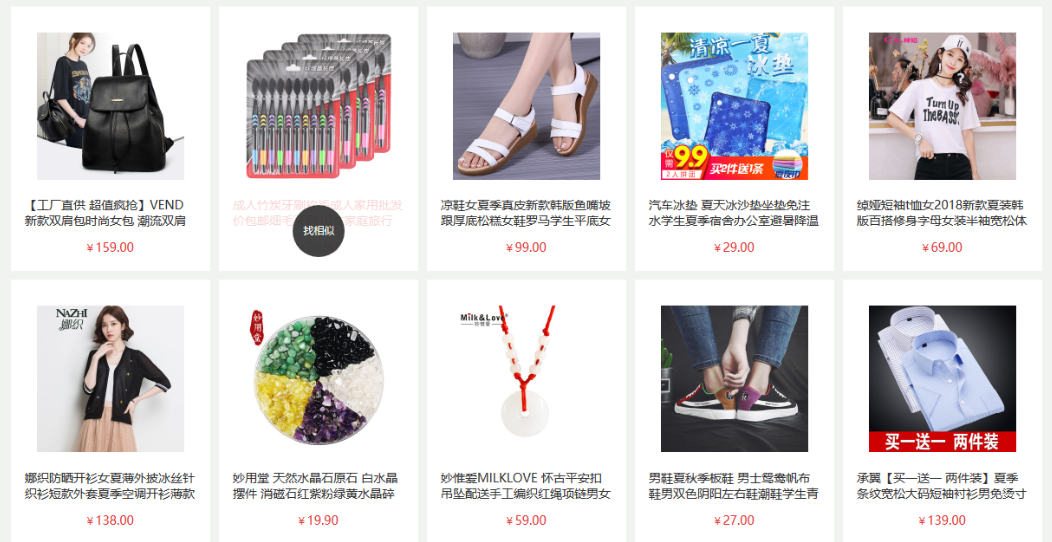 清凉一夏
冰垫
仅需
9.9
2人拼团
买2件送1条
Turn Up
The BASS!
【工厂直供 超值疯抢】VEND
新款双肩包时尚女包 潮流双肩
¥159.00
成人竹炭牙刷
成人家用批发
价包邮细毛
家庭旅行
找相似
凉鞋女夏季真皮新款韩版鱼嘴坡
跟厚底松糕女鞋罗马学生平底女
¥99.00
汽车冰垫 夏天冰沙垫坐垫免注
水学生夏季宿舍办公室避暑降温
¥29.00
绰娅短袖t恤女2018新款夏装韩
版百搭修身字母女装半袖宽松体
¥69.00
NAZHI
娜织
妙用堂
Milk&Love
买一送一 两件装
娜织防晒开衫女夏薄外披冰丝针
织衫短款外套夏季空调开衫薄款
¥138.00
妙用堂 天然水晶石原石 白水晶
摆件 消磁石红紫粉绿黄水晶碎
¥19.90
妙惟爱MILKLOVE 怀古平安扣
吊坠配送手工编织红绳项链男女
¥59.00
男鞋夏秋季板鞋 男士鸳鸯帆布
鞋男双色阴阳左右鞋潮鞋学生青
¥27.00
承翼【买一送一 两件装】夏季
条纹宽松大码短袖衬衫男免烫寸
¥139.00